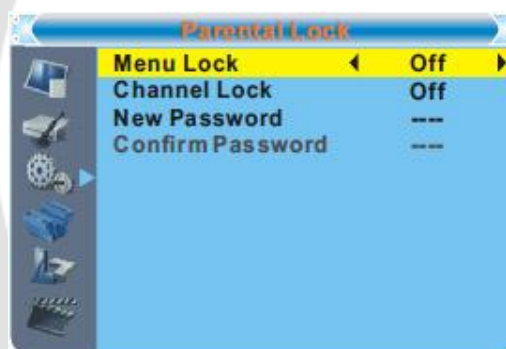 Parental Lock
Menu Lock Off
Channel Lock Off
New Password ----
Confirm Password ----